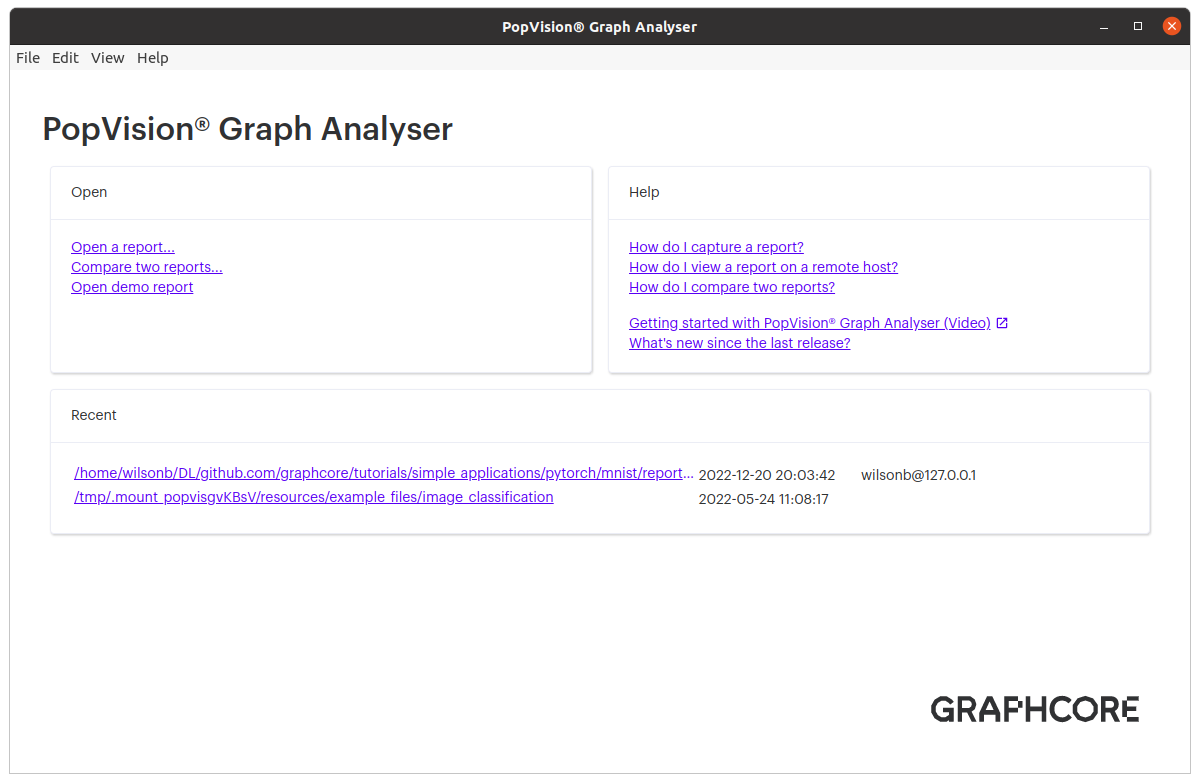 PopVision® Graph Analyser
File Edit View Help
PopVision® Graph Analyser
Open
Open a report...
Compare two reports...
Open demo report
Help
How do I capture a report?
How do I view a report on a remote host?
How do I compare two reports?
Getting started with PopVision® Graph Analyser (Video)
What's new since the last release?
Recent
/home/wilsonb/DL/github.com/graphcore/tutorials/simple_applications/pytorch/mnist/report... 2022-12-20 20:03:42 wilsonb@127.0.0.1
/tmp/.mount_popvisgvKBsV/resources/example_files/image_classification 2022-05-24 11:08:17
GRAPHCORE